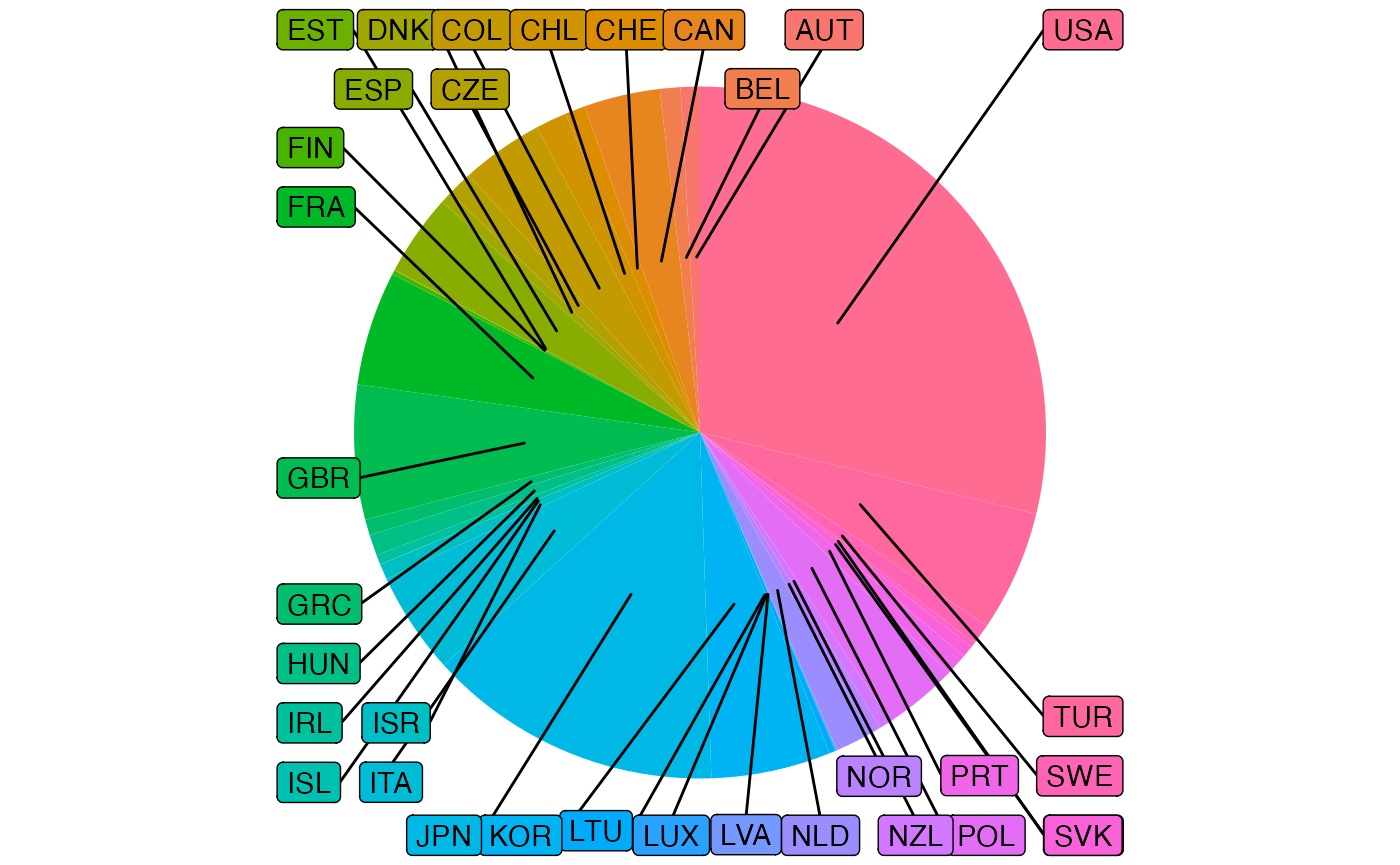 EST DNK COL CHL CHE CAN AUT USA
ESP CZE BEL
FIN
FRA
GBR
GRC
HUN
IRL ISR TUR
ISL ITA NOR PRT SWE
JPN KOR LTU LUX LVA NLD NZL POL SVK